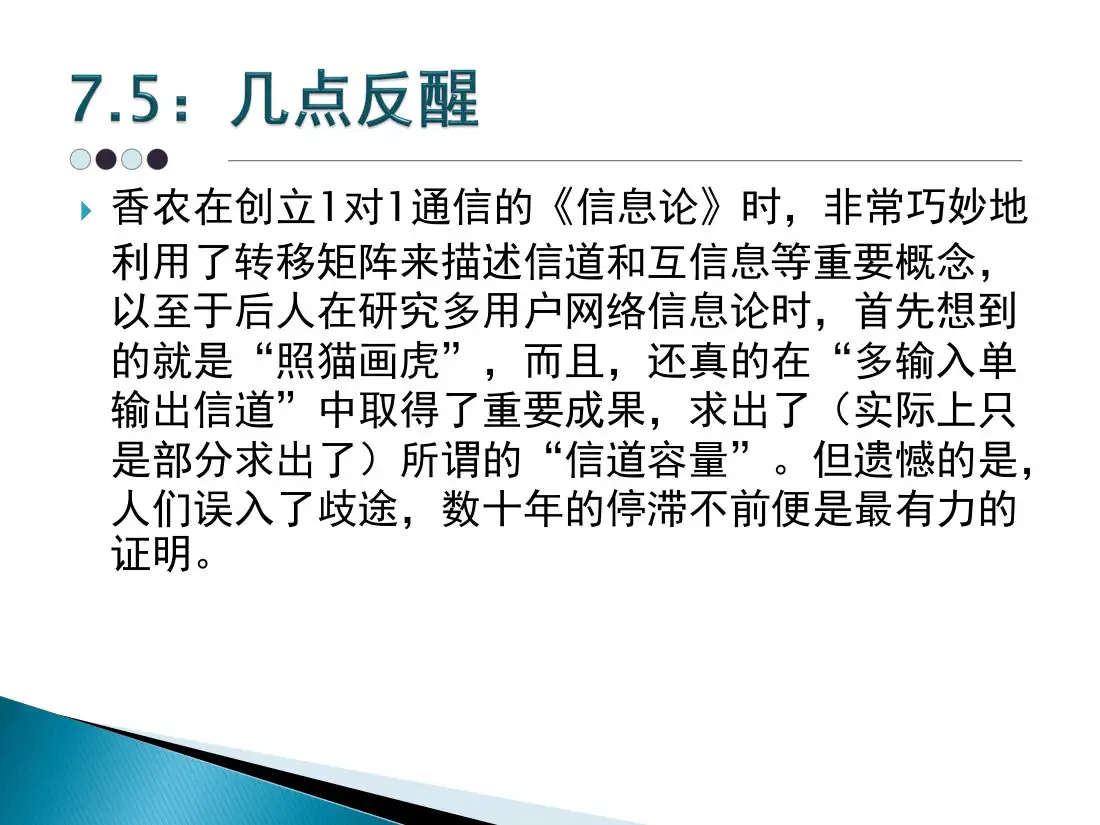 7.5：几点反醒
香农在创立1对1通信的《信息论》时，非常巧妙地
利用了转移矩阵来描述信道和互信息等重要概念，
以至于后人在研究多用户网络信息论时，首先想到
的就是“照猫画虎”，而且，还真的在“多输入单
输出信道”中取得了重要成果，求出了（实际上只
是部分求出了）所谓的“信道容量”。但遗憾的是，
人们误入了歧途，数十年的停滞不前便是最有力的
证明。